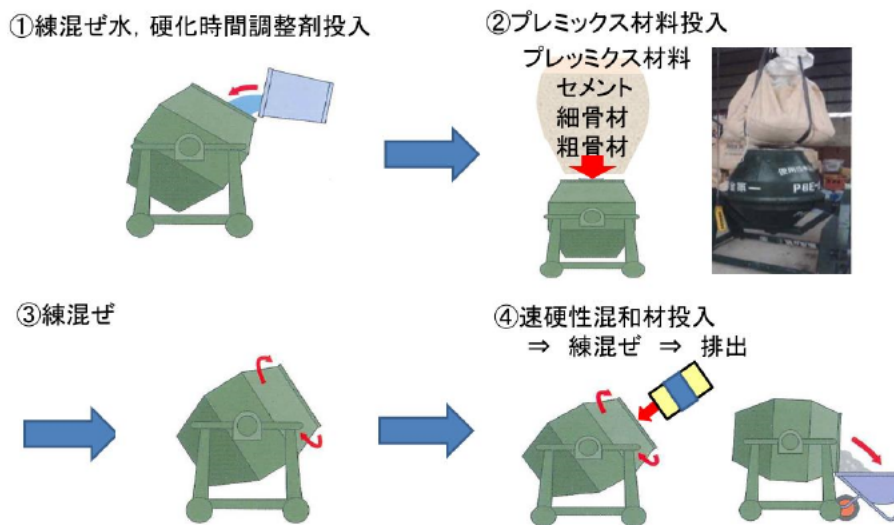 ①練混ぜ水，硬化時間調整剤投入
②プレミックス材料投入
プレッミクス材料
セメント
細骨材
粗骨材
③練混ぜ
④速硬性混和材投入
⇒ 練混ぜ ⇒ 排出